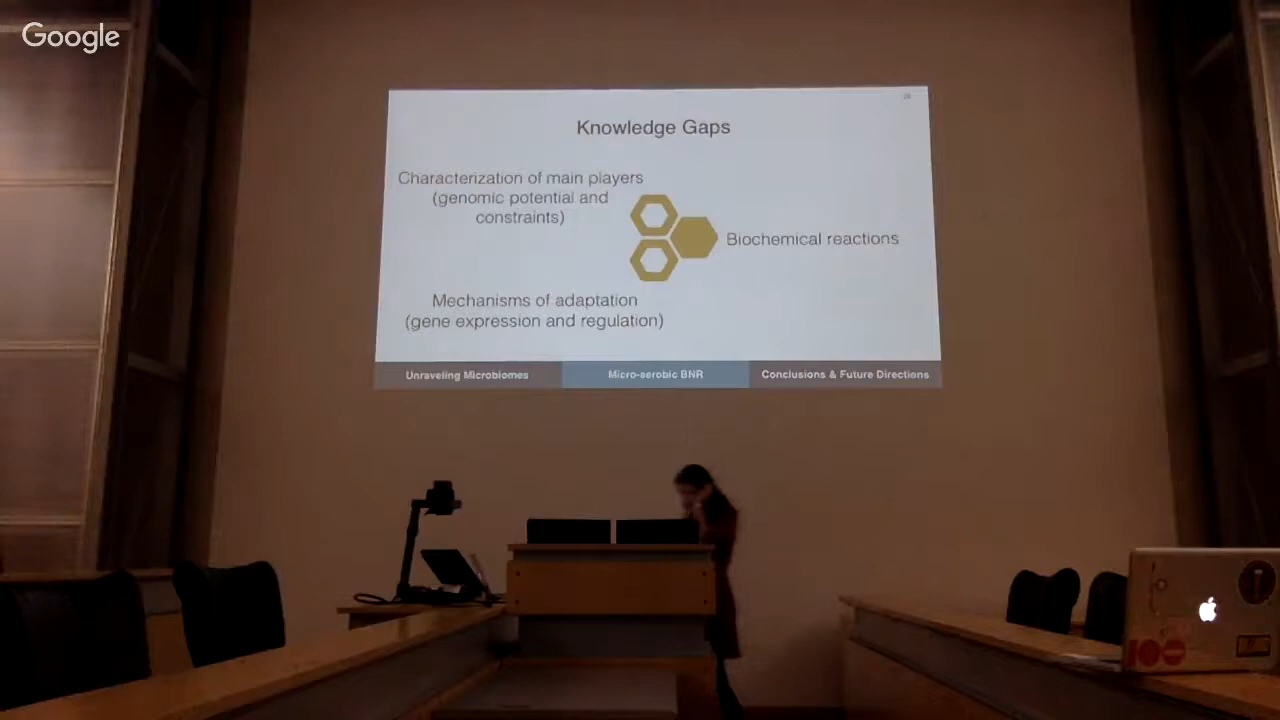 Google
Knowledge Gaps
Characterization of main players
(genomic potential and
constraints)
Biochemical reactions
Mechanisms of adaptation
(gene expression and regulation)
Unraveling Microbiomes
Micro-aerobic BNR
Conclusions & Future Directions